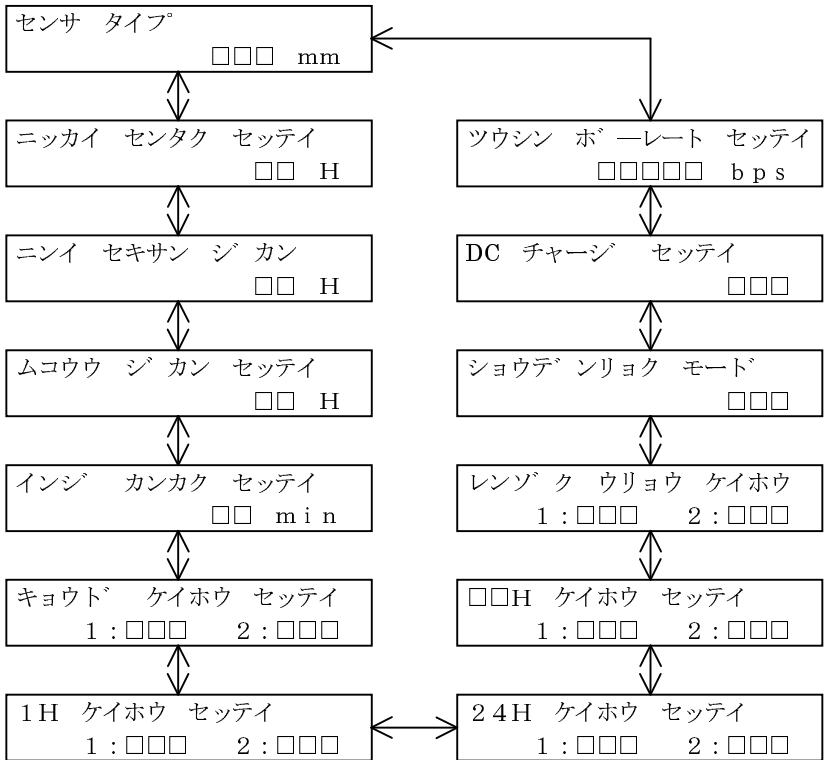 センサ　タイプ
□□□　mm
ニッカイ　センタク　セッテイ
□□　H
ニンイ　セキサン　ジカン
□□　H
ムコウウ　ジカン　セッテイ
□□　H
インジ　カンカク　セッテイ
□□　min
キョウド　ケイホウ　セッテイ
1:□□□　2:□□□
1H　ケイホウ　セッテイ
1:□□□　2:□□□
ツウシン　ボーレート　セッテイ
□□□□□　bps
DC　チャージ　セッテイ
□□□
ショウデンリョク　モード
□□□
レンゾク　ウリョウ　ケイホウ
1:□□□　2:□□□
□□H　ケイホウ　セッテイ
1:□□□　2:□□□
24H　ケイホウ　セッテイ
1:□□□　2:□□□